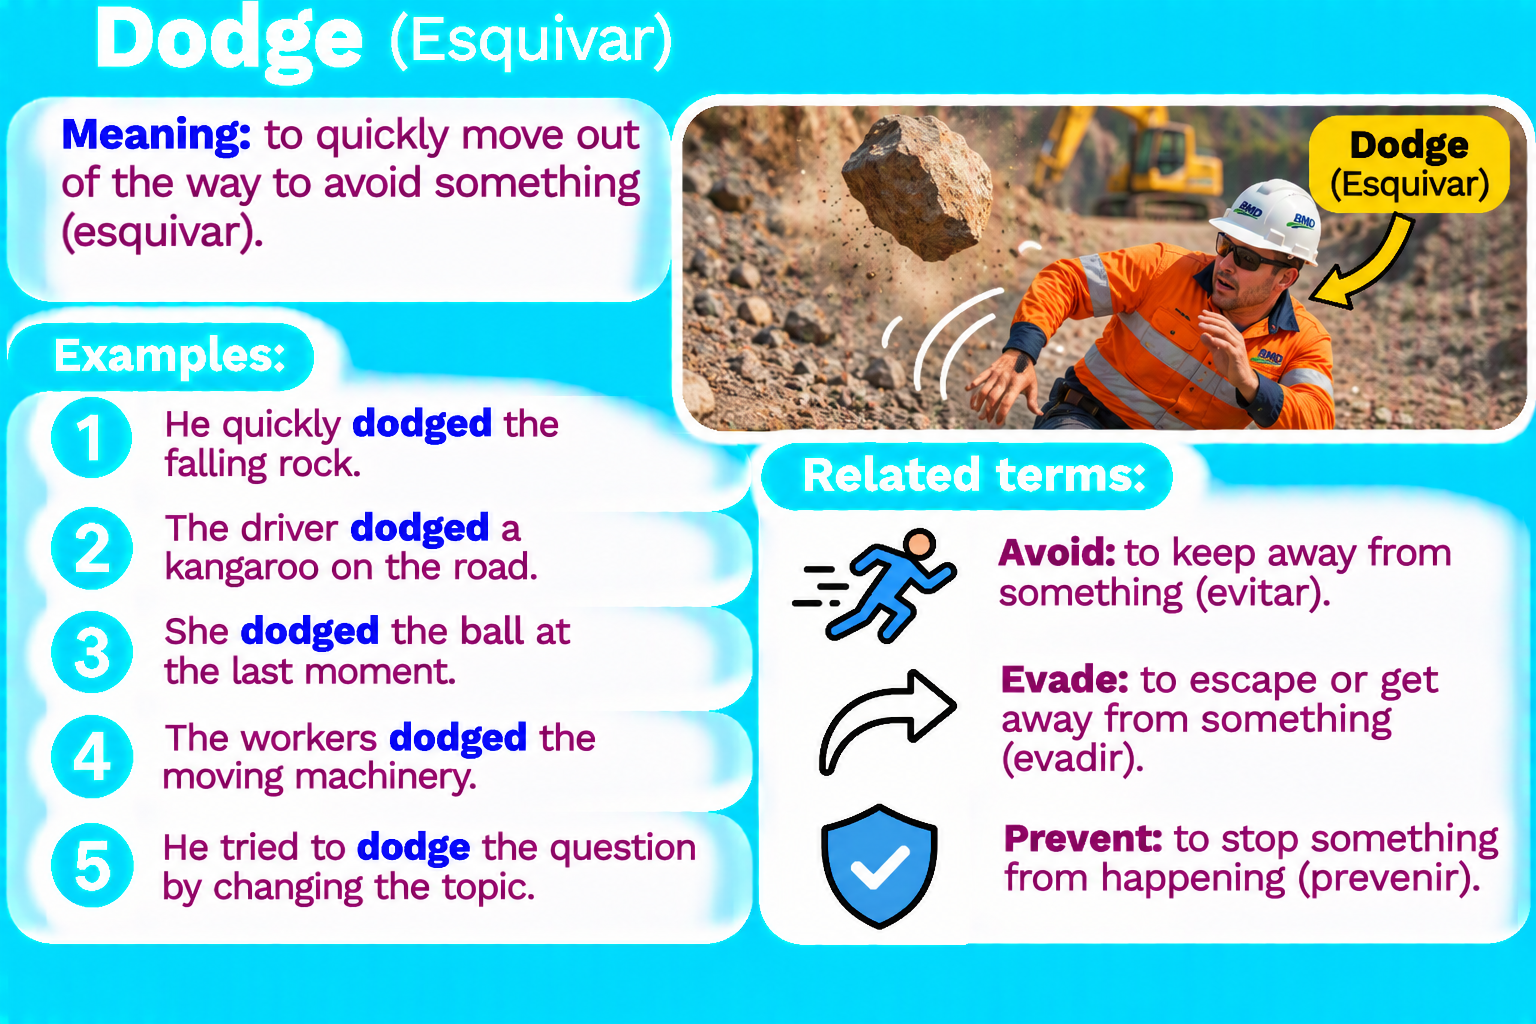 Dodge (Esquivar)
Meaning: to quickly move out
of the way to avoid something
(esquivar).
Dodge
(Esquivar)
BMD
BMD
BMD
Examples:
1
He quickly dodged the
falling rock.
2
The driver dodged a
kangaroo on the road.
3
She dodged the ball at
the last moment.
4
The workers dodged the
moving machinery.
5
He tried to dodge the question
by changing the topic.
Related terms:
Avoid: to keep away from
something (evitar).
Evade: to escape or get
away from something
(evadir).
Prevent: to stop something
from happening (prevenir).